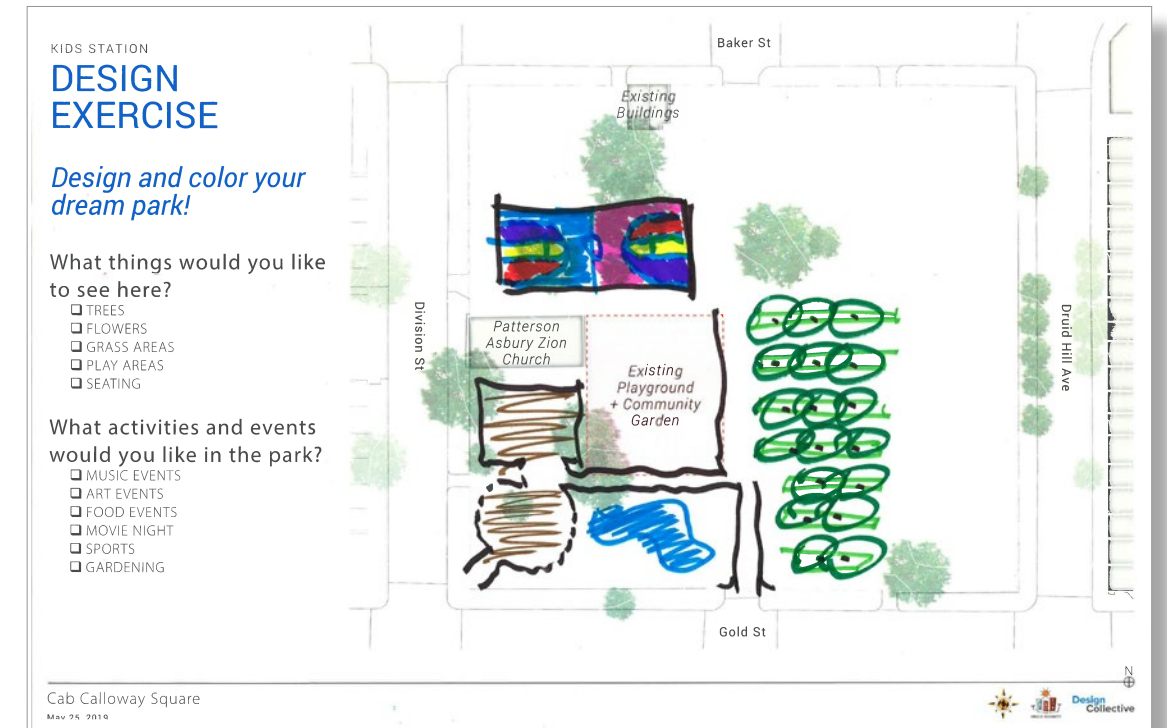 KIDS STATION
DESIGN
EXERCISE
Design and color your
dream park!
What things would you like
to see here?
❑ TREES
❑ FLOWERS
❑ GRASS AREAS
❑ PLAY AREAS
❑ SEATING
What activities and events
would you like in the park?
❑ MUSIC EVENTS
❑ ART EVENTS
❑ FOOD EVENTS
❑ MOVIE NIGHT
❑ SPORTS
❑ GARDENING
Baker St
Existing
Buildings
Division St
Patterson
Asbury Zion
Church
Existing
Playground
+ Community
Garden
Druid Hill Ave
Gold St
N
Cab Calloway Square
May 25, 2019
Design
Collective